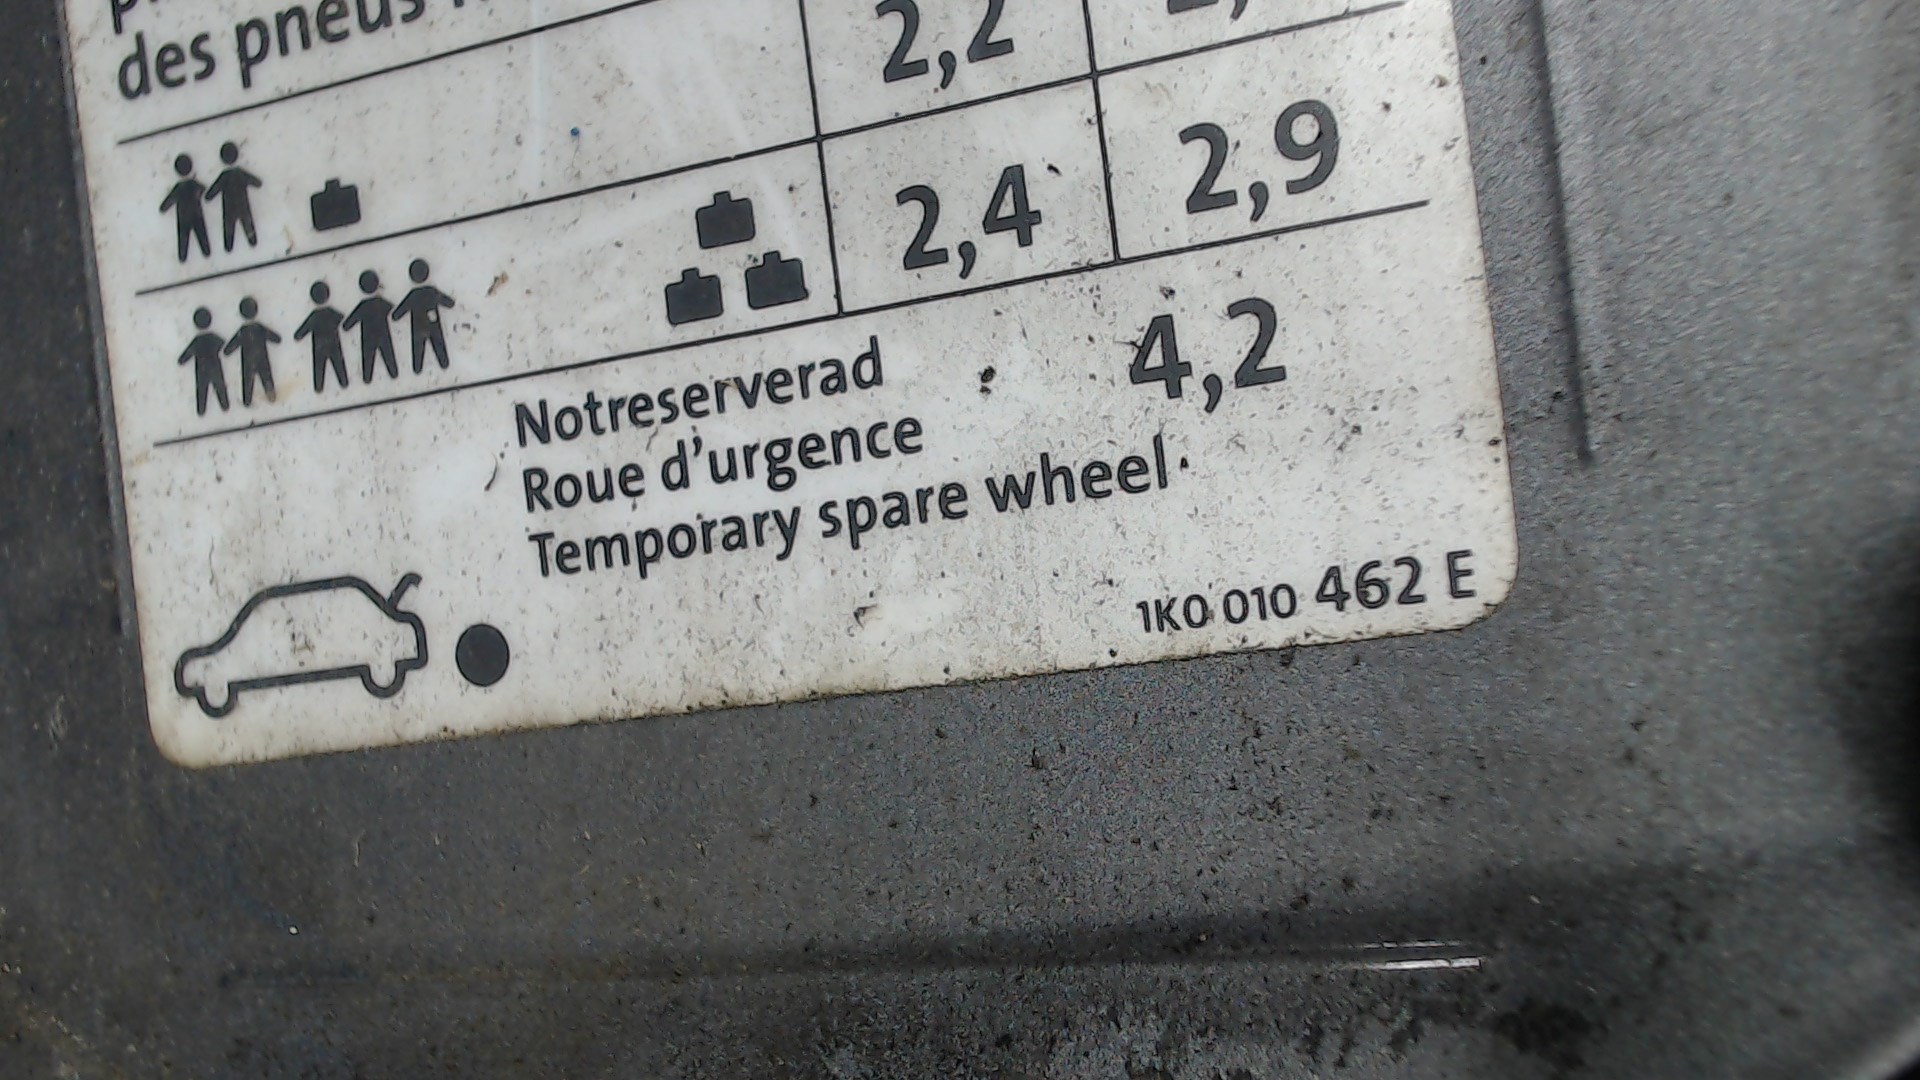 des pneus
2,2
2,4 2,9
Notreserverad 4,2
Roue d'urgence
Temporary spare wheel
1K0 010 462 E